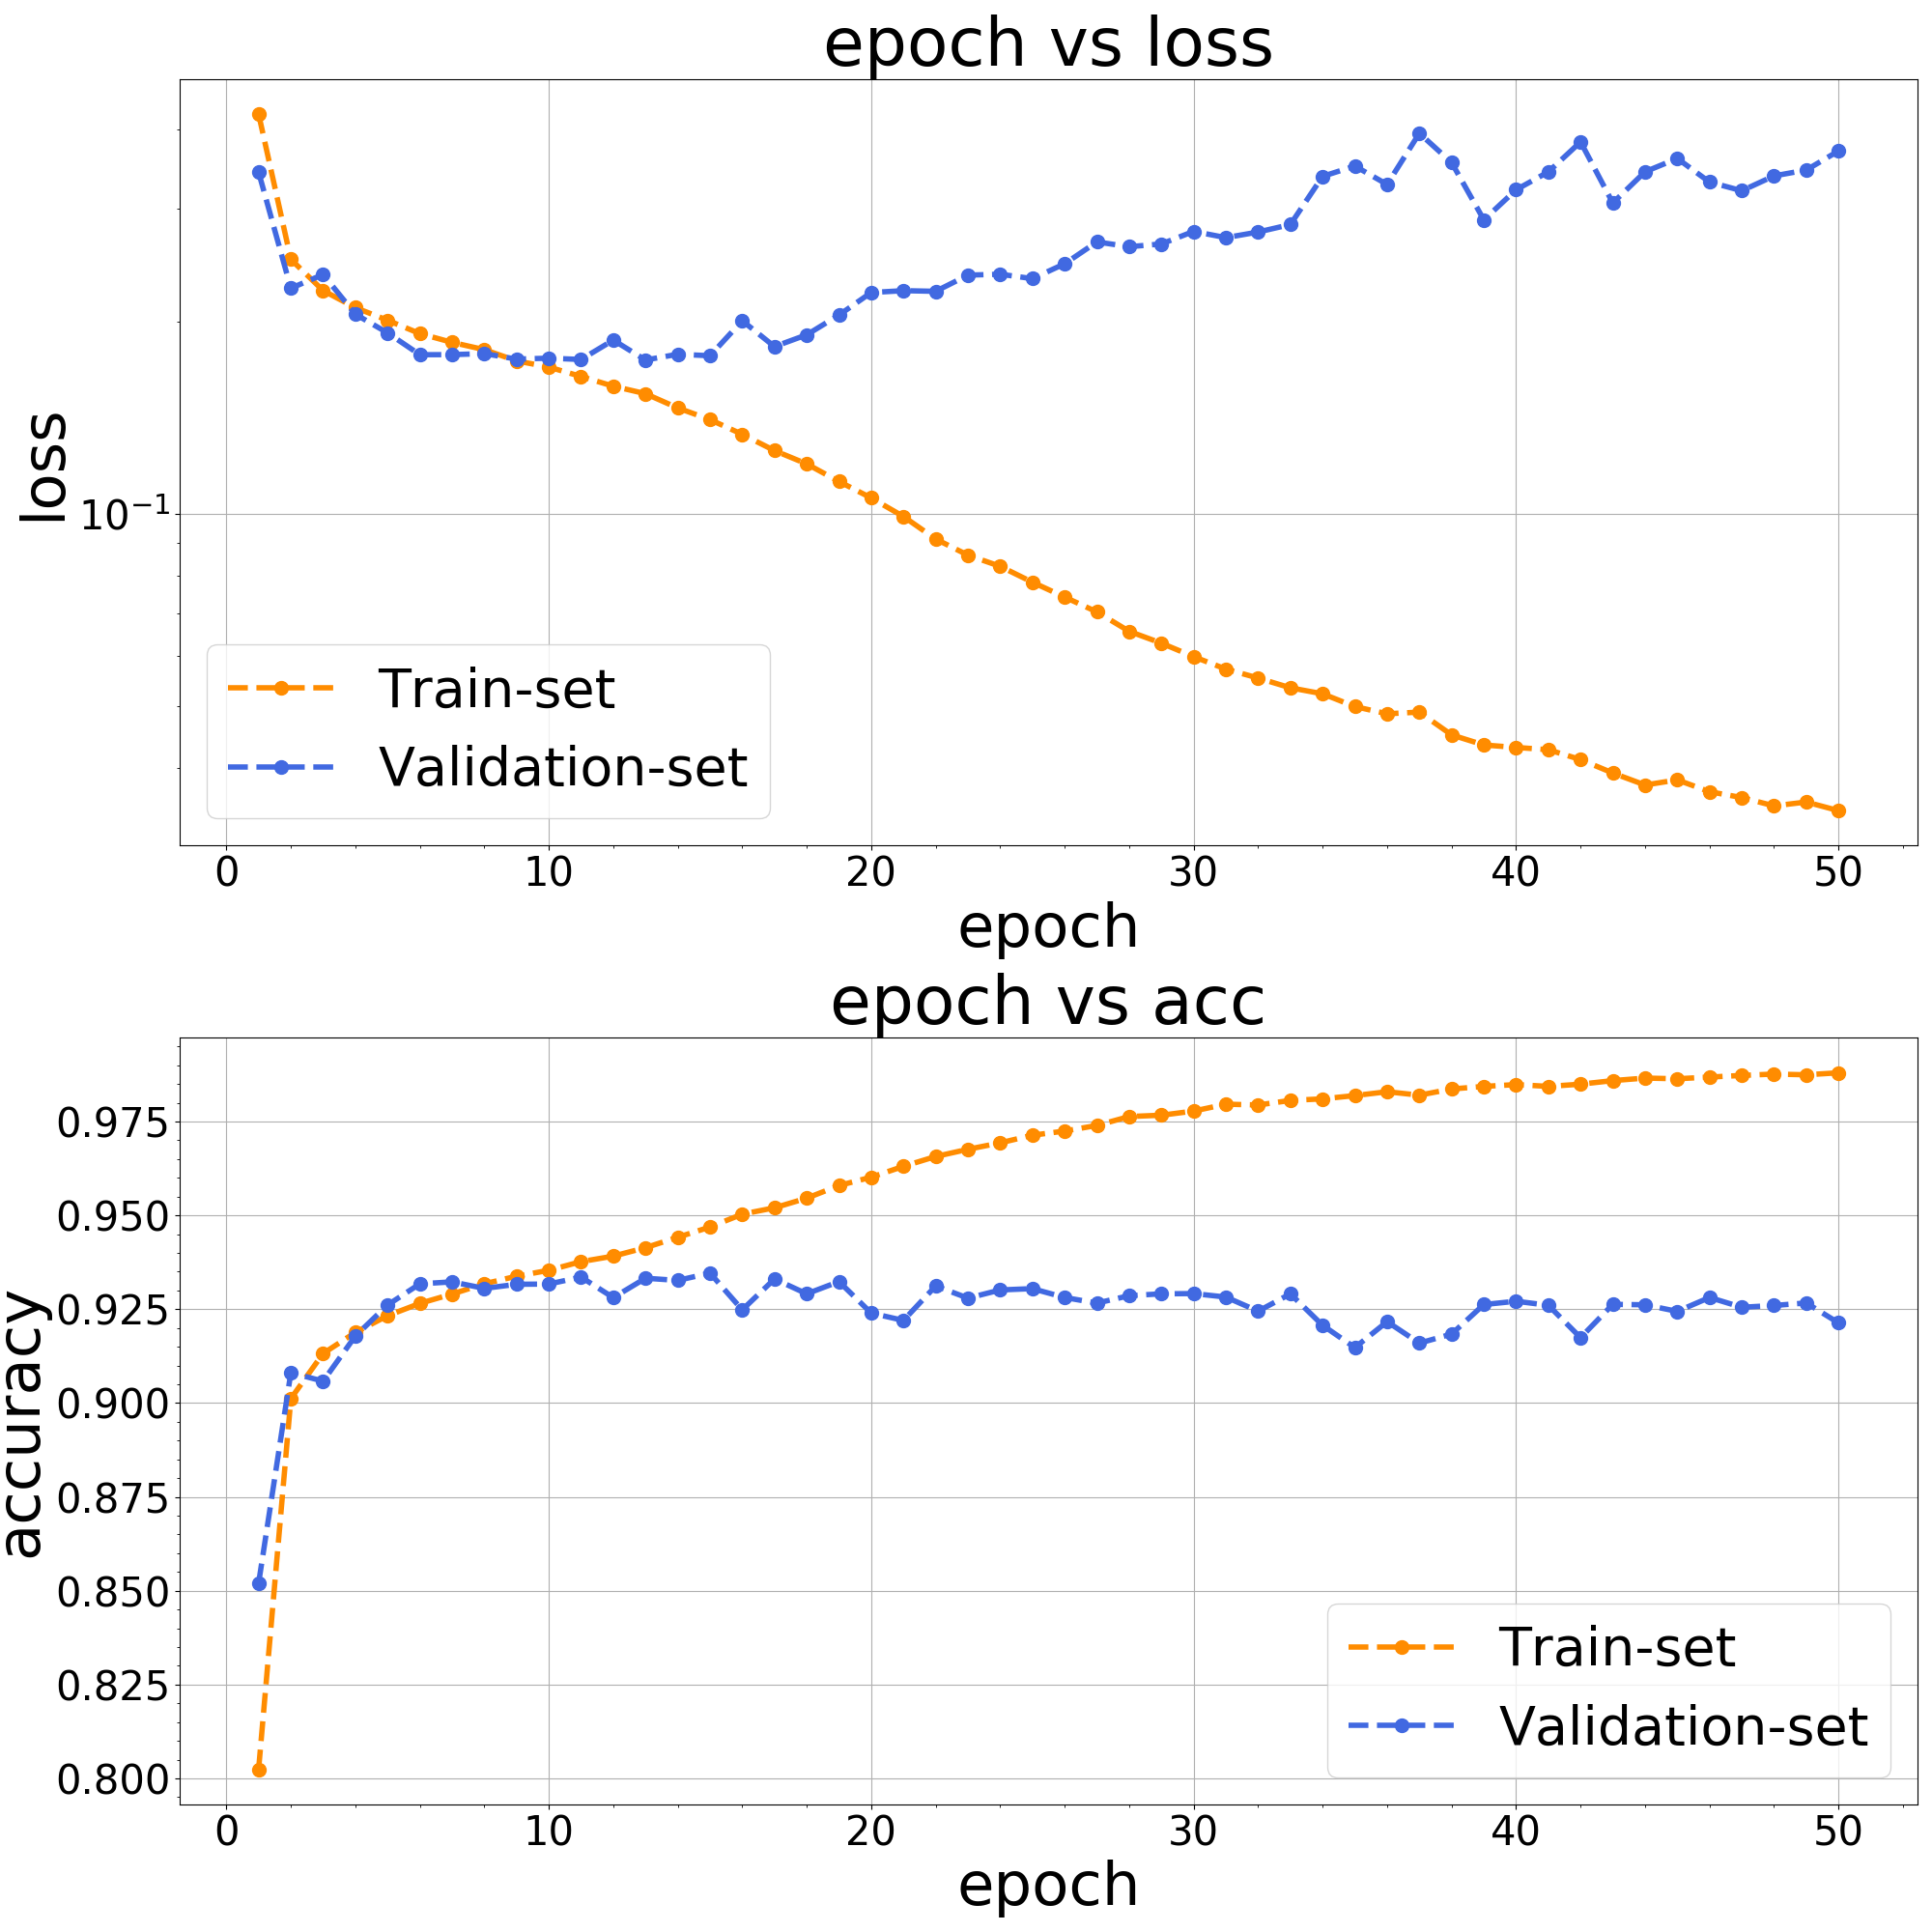 epoch vs loss
loss
10⁻¹
Train-set
Validation-set
0 10 20 30 40 50
epoch
epoch vs acc
accuracy
0.975
0.950
0.925
0.900
0.875
0.850
0.825
0.800
Train-set
Validation-set
0 10 20 30 40 50
epoch